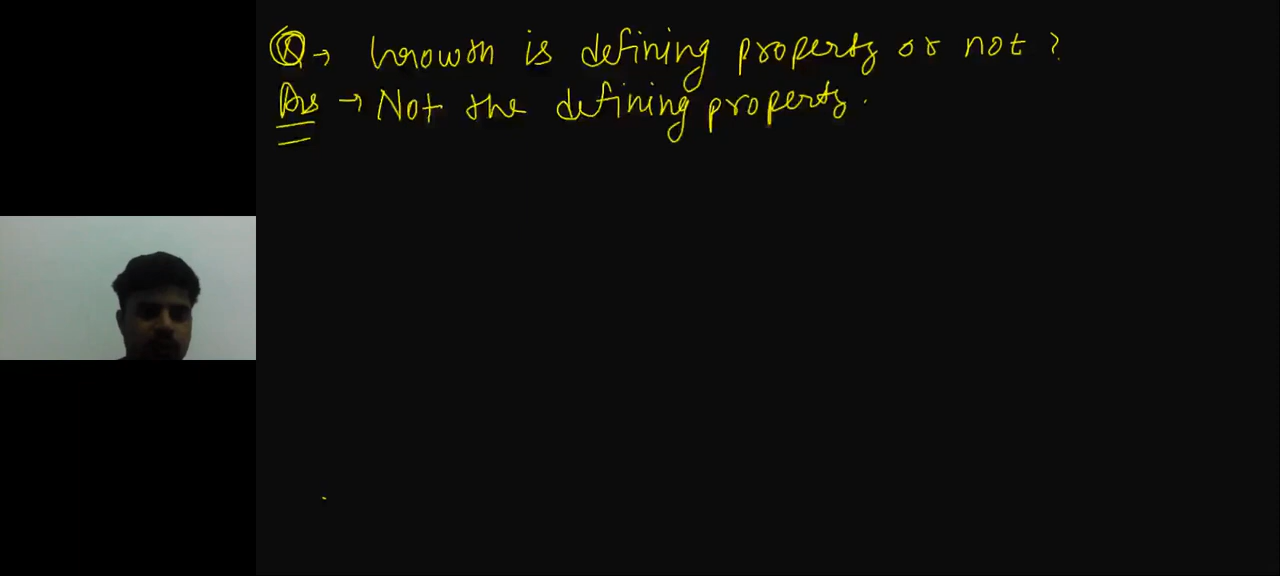 Q → Growth is defining property or not ?
Ans → Not the defining property.